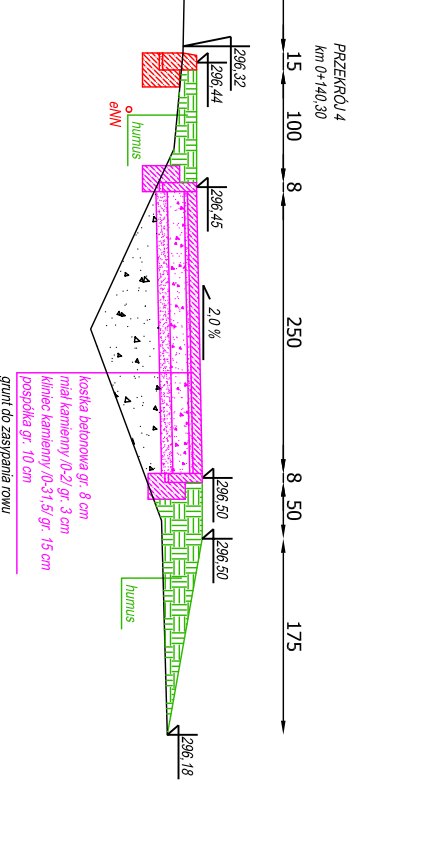 PRZEKRÓJ 4
km 0+140,30
15
100
8
250
8
50
175
296,32
296,44
296,45
2,0 %
296,50
296,50
296,18
eNN
humus
humus
kostka betonowa gr. 8 cm
miał kamienny /0-2/ gr. 3 cm
kliniec kamienny /0-31,5/ gr. 15 cm
pospółka gr. 10 cm
grunt do zasypania rowu